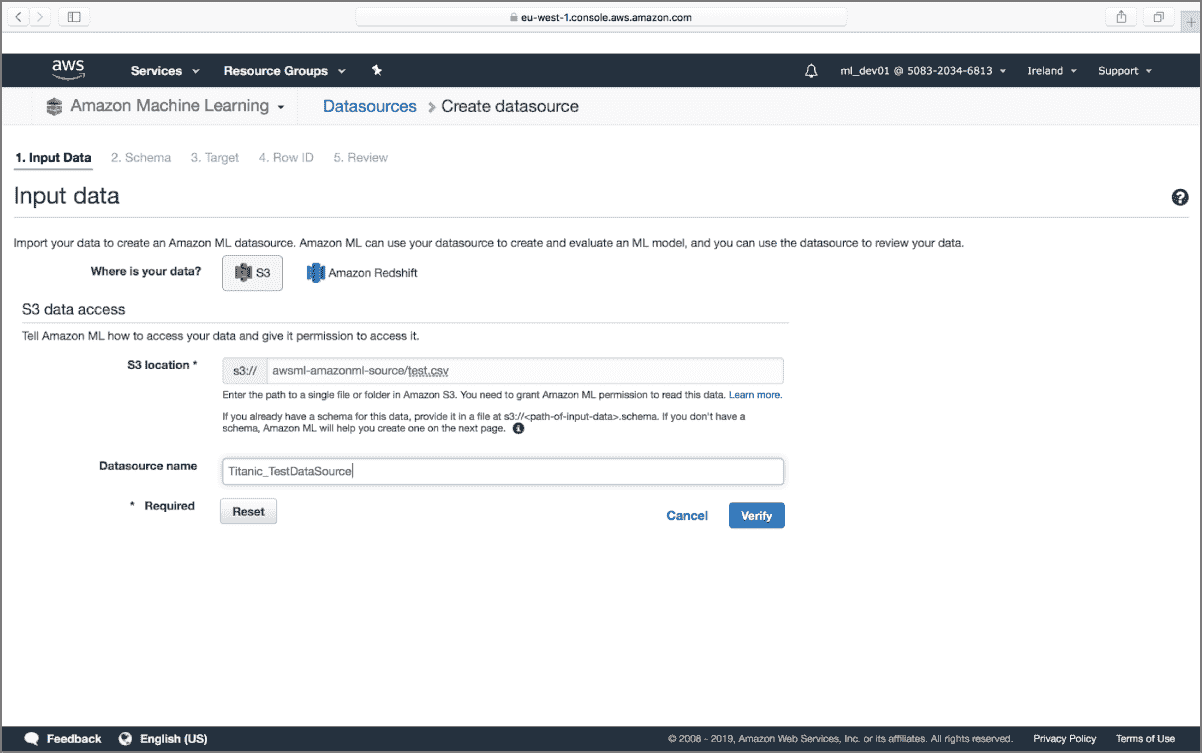 eu-west-1.console.aws.amazon.com
aws Services Resource Groups ml_dev01 @ 5083-2034-6813 Ireland Support
Amazon Machine Learning Datasources Create datasource
1. Input Data 2. Schema 3. Target 4. Row ID 5. Review
Input data
Import your data to create an Amazon ML datasource. Amazon ML can use your datasource to create and evaluate an ML model, and you can use the datasource to review your data.
Where is your data? S3 Amazon Redshift
S3 data access
Tell Amazon ML how to access your data and give it permission to access it.
S3 location * s3:// awsml-amazonml-source/test.csv
Enter the path to a single file or folder in Amazon S3. You need to grant Amazon ML permission to read this data. Learn more.
If you already have a schema for this data, provide it in a file at s3://<path-of-input-data>.schema. If you don't have a
schema, Amazon ML will help you create one on the next page.
Datasource name Titanic_TestDataSource
* Required Reset Cancel Verify
Feedback English (US) © 2008 - 2019, Amazon Web Services, Inc. or its affiliates. All rights reserved. Privacy Policy Terms of Use